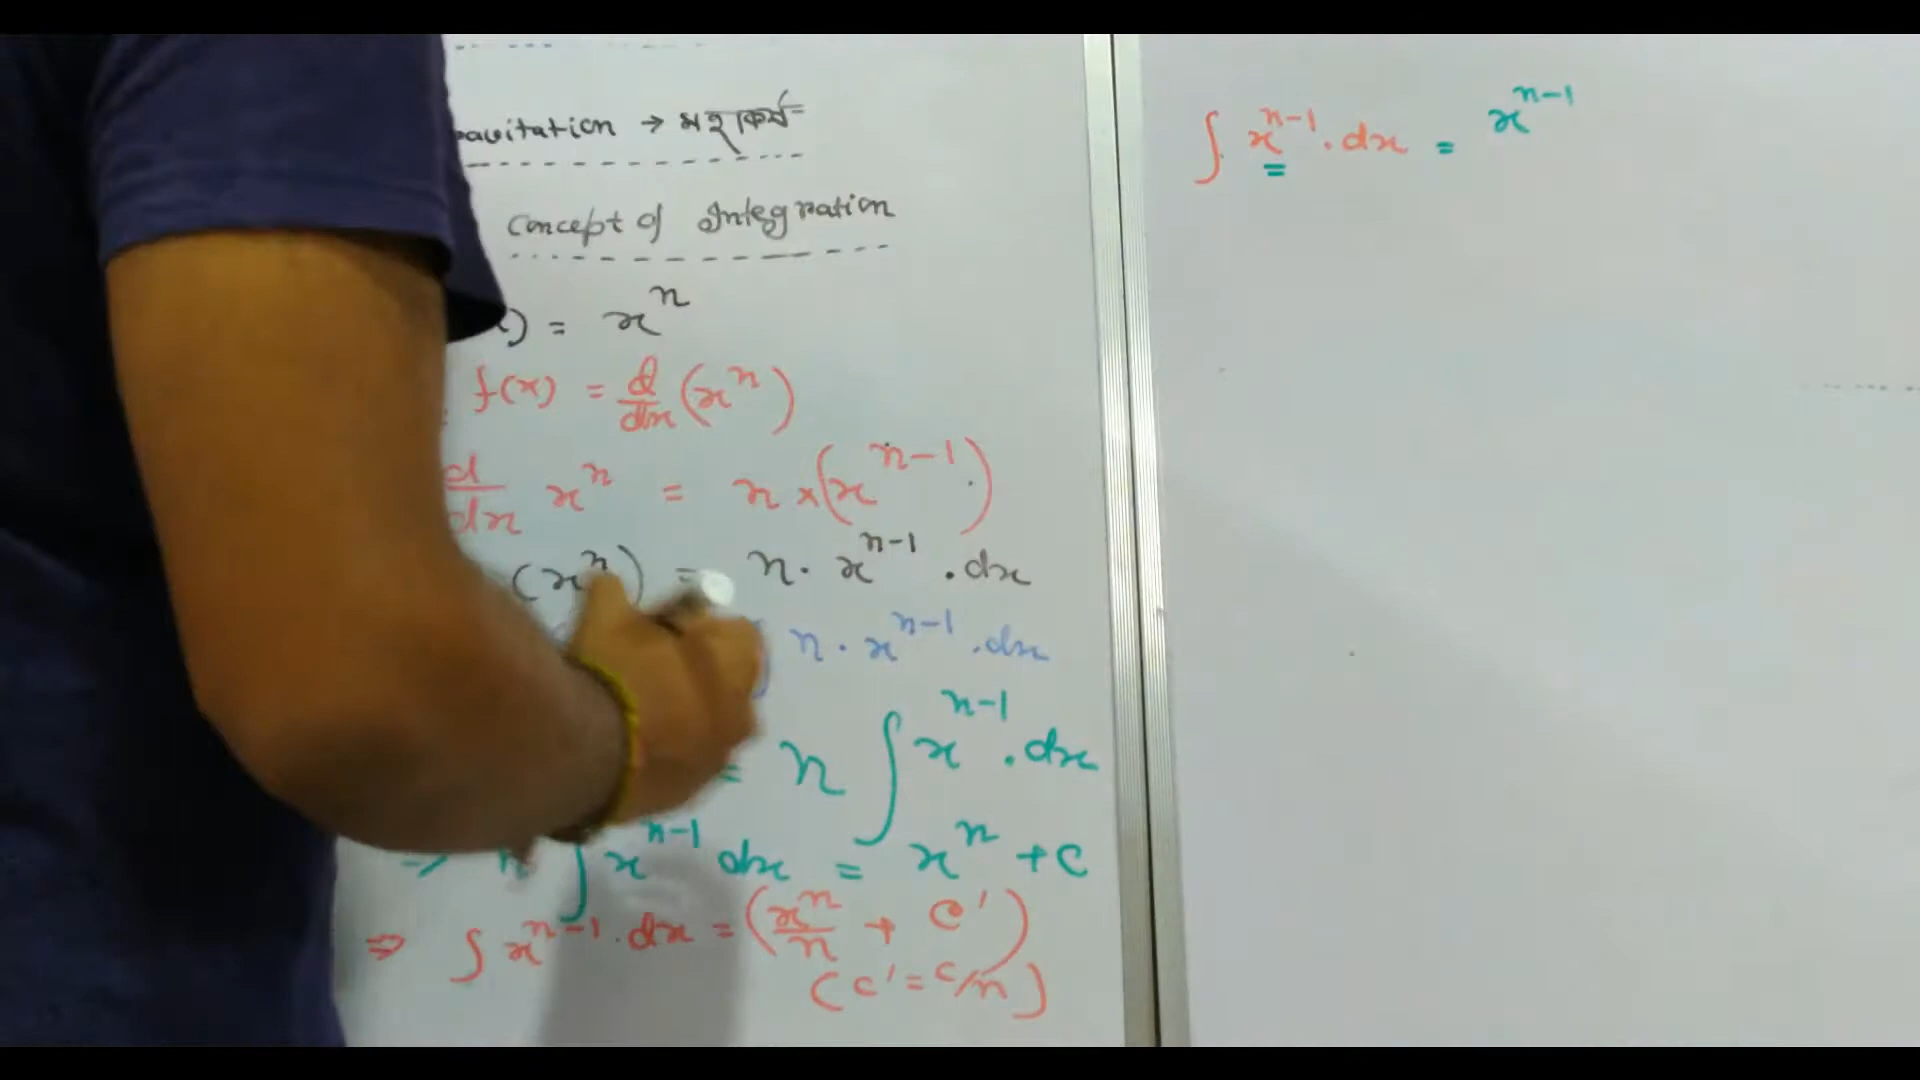 → মহাকর্ষ
concept of Integration
) = x^n
f(x) = d/dx (x^n)
d/dx x^n = n × (x^(n-1))
(x^n) = n · x^(n-1) . dx
n · x^(n-1) . dx
= n ∫ x^(n-1) . dx
→ n ∫ x^(n-1) dx = x^n + c
⇒ ∫ x^(n-1) . dx = (x^n/n + c')
(c' = c/n)
∫ x^(n-1) . dx = x^(n-1)